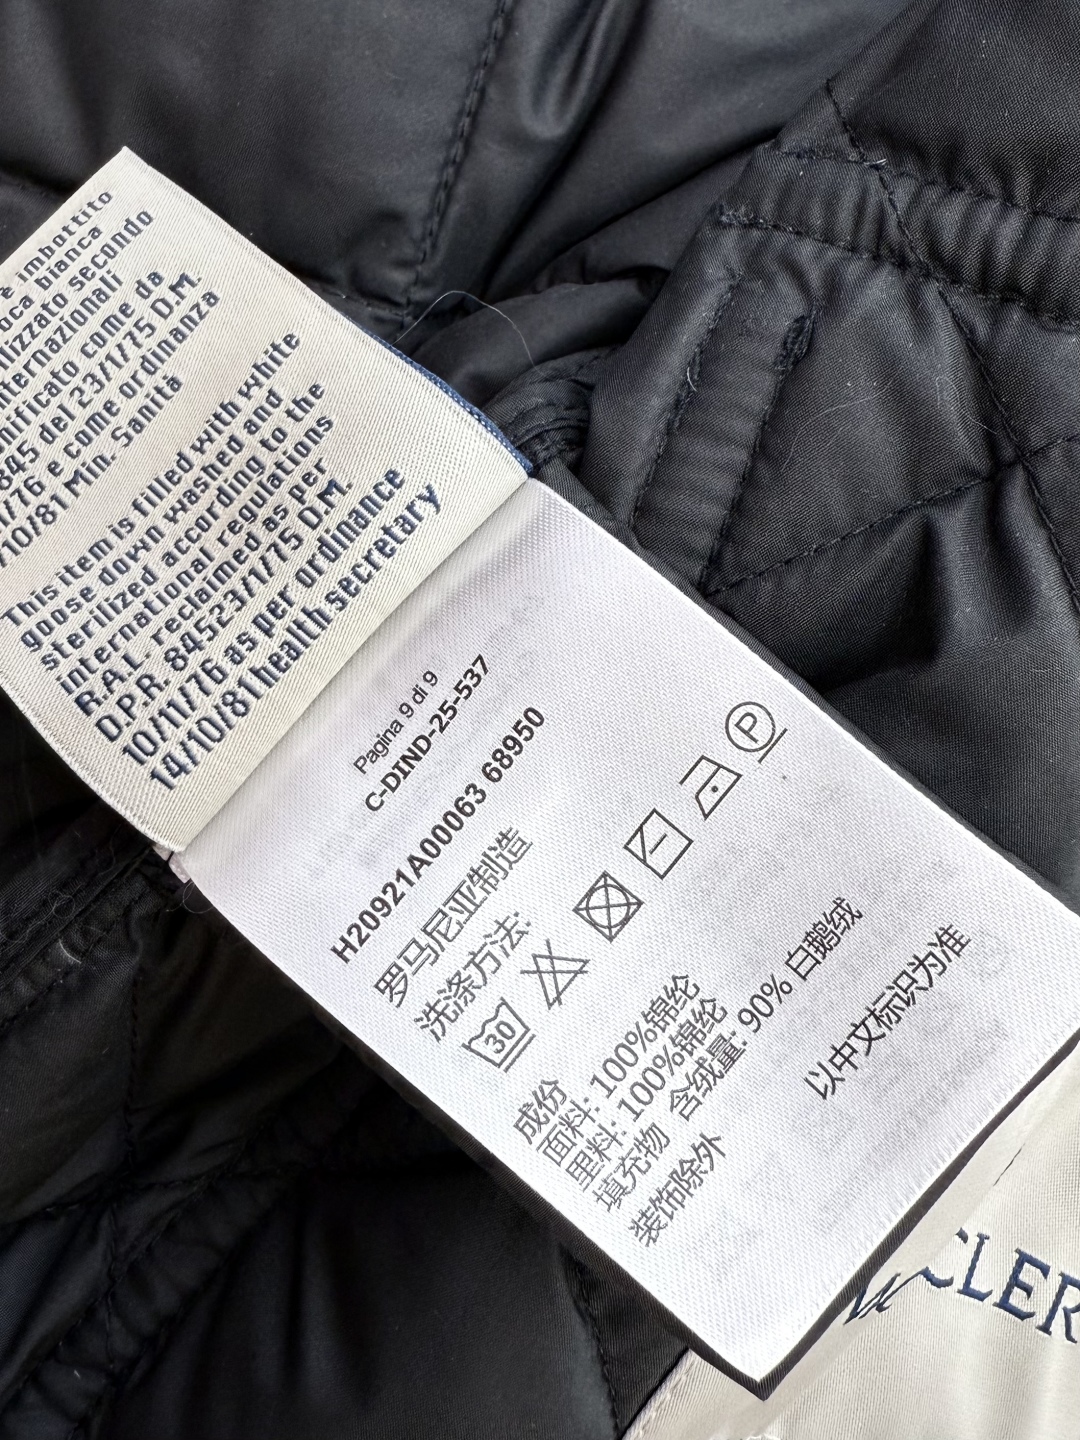 è imbottito
oca bianca
lizzato secondo
ternazionali
nificato come da
845 del 23/1/75 D.M.
1/76 e come ordinanza
/10/81 Min. Sanità
This item is filled with white
goose down washed and
sterilized according to the
international regulations
R.A.L. reclaimed as per
D.P.R. 84523/1/75 D.M.
10/11/76 as per ordinance
14/10/81 health secretary
Pagina 9 di 9
C-DIND-25-537
H20921A00063 68950
罗马尼亚制造
洗涤方法:
30
P
成份
面料: 100%锦纶
里料: 100%锦纶
填充物 含绒量: 90% 白鹅绒
装饰除外
以中文标识为准
CLER